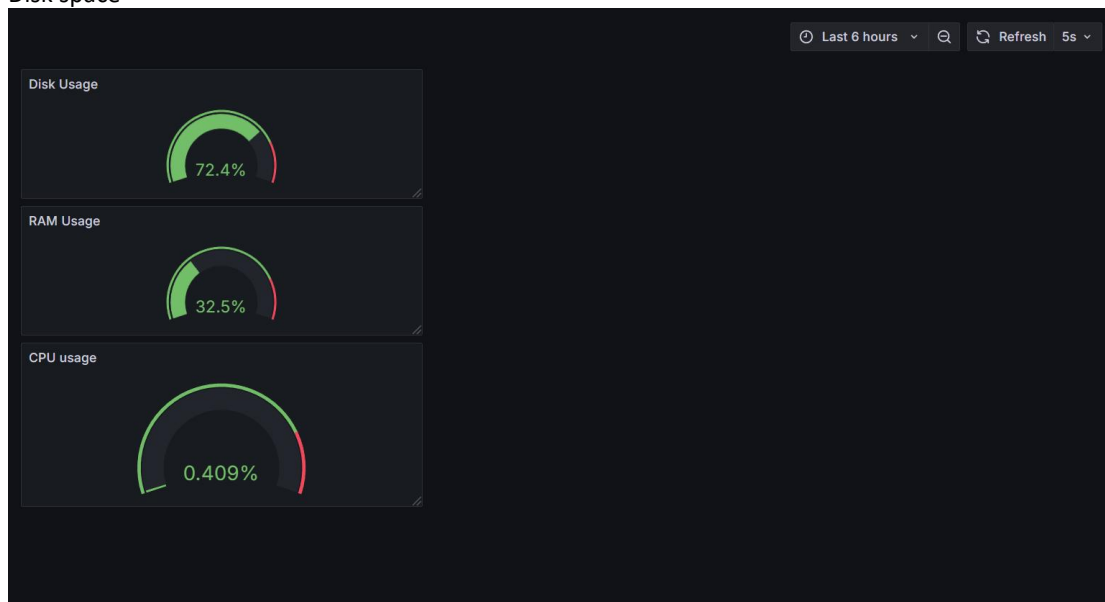 Disk space
Last 6 hours Refresh 5s
Disk Usage
72.4%
RAM Usage
32.5%
CPU usage
0.409%